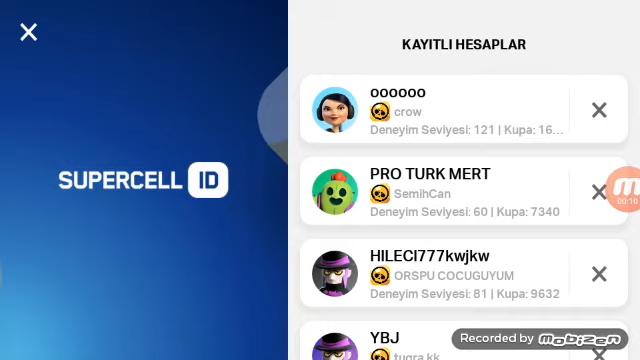 KAYITLI HESAPLAR
SUPERCELL ID
oooooo
crow
Deneyim Seviyesi: 121 | Kupa: 16...
PRO TURK MERT
SemihCan
Deneyim Seviyesi: 60 | Kupa: 7340
00:10
HILECI777kwjkw
ORSPU COCUGUYUM
Deneyim Seviyesi: 81 | Kupa: 9632
YBJ
tugra kk
Recorded by MOBIZEN